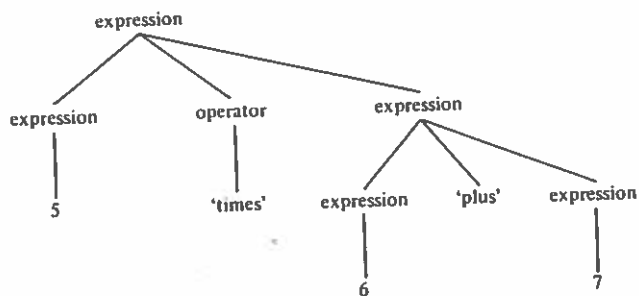 expression
expression operator expression
5 ‘times’ expression ‘plus’ expression
6 7